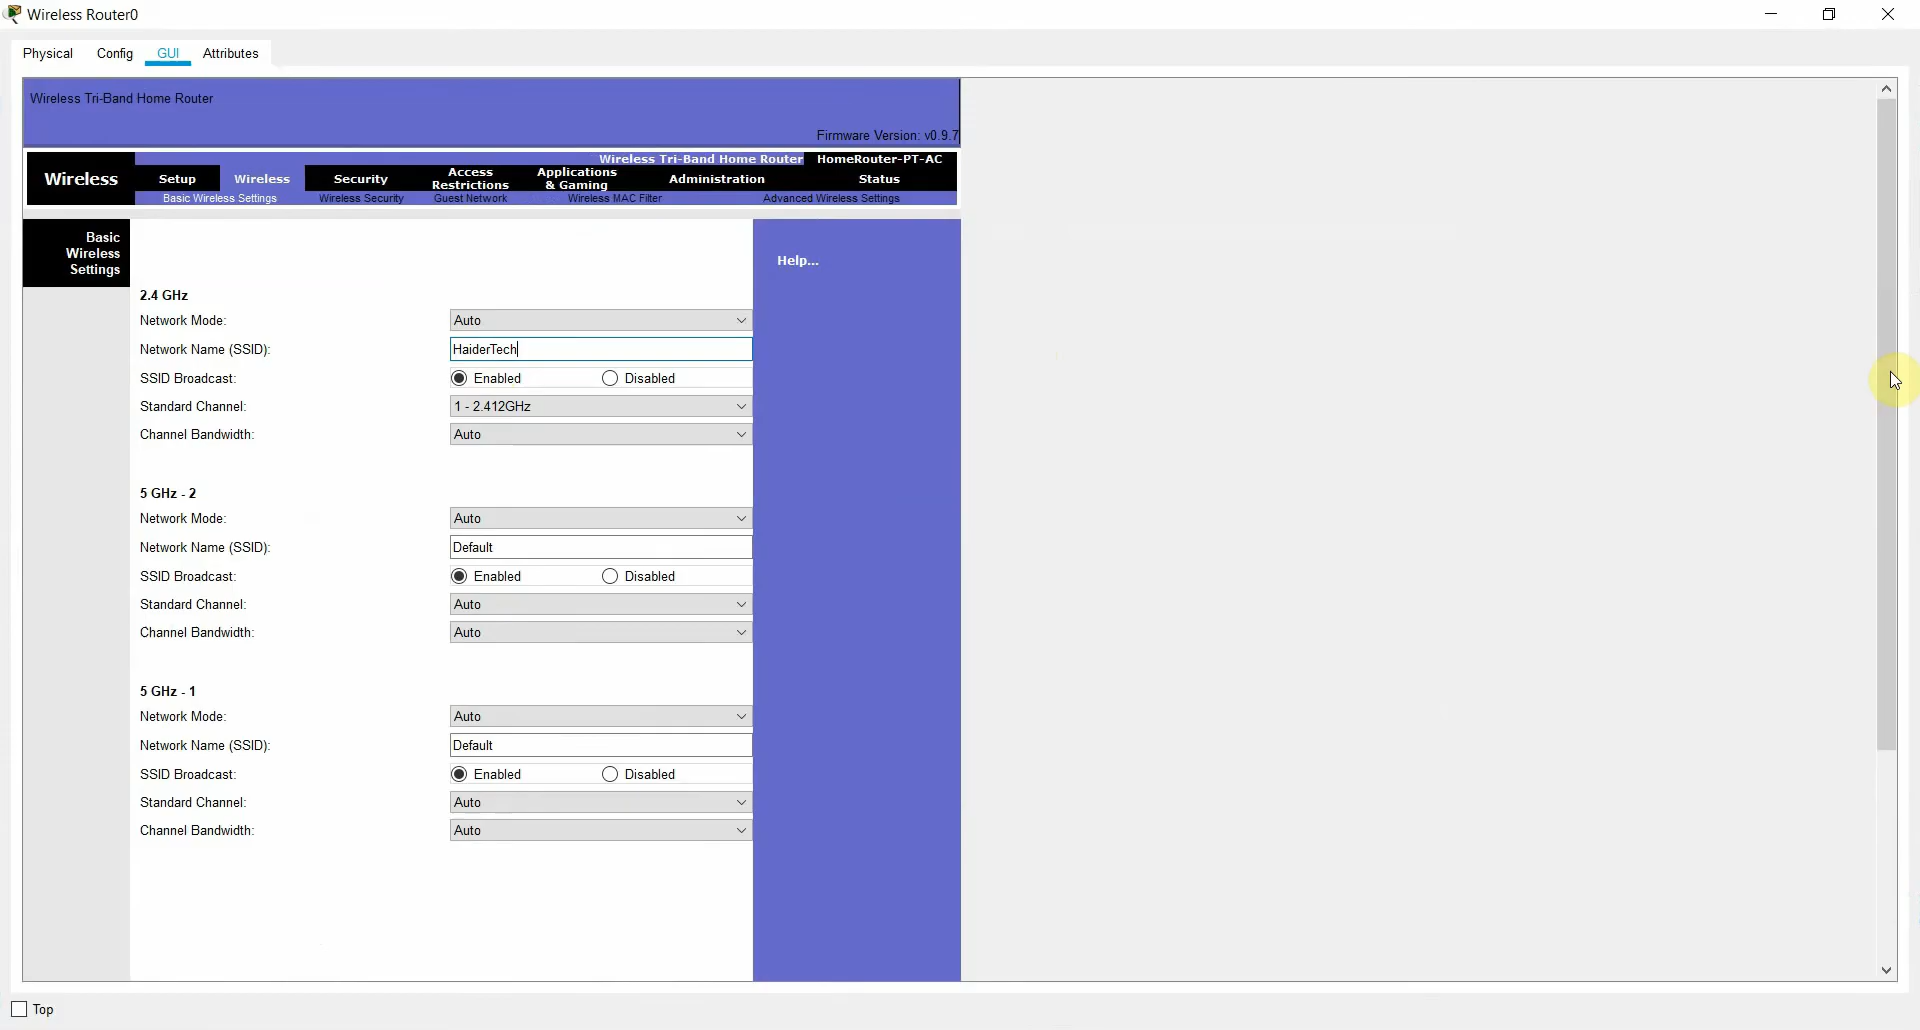 Wireless Router0
Physical Config GUI Attributes
Wireless Tri-Band Home Router
Firmware Version: v0.9.7
Wireless Tri-Band Home Router HomeRouter-PT-AC
Wireless Setup Wireless Security Access Restrictions Applications & Gaming Administration Status
Basic Wireless Settings Wireless Security Guest Network Wireless MAC Filter Advanced Wireless Settings
Basic
Wireless
Settings
Help...
2.4 GHz
Network Mode: Auto
Network Name (SSID): HaiderTech
SSID Broadcast: Enabled Disabled
Standard Channel: 1 - 2.412GHz
Channel Bandwidth: Auto
5 GHz - 2
Network Mode: Auto
Network Name (SSID): Default
SSID Broadcast: Enabled Disabled
Standard Channel: Auto
Channel Bandwidth: Auto
5 GHz - 1
Network Mode: Auto
Network Name (SSID): Default
SSID Broadcast: Enabled Disabled
Standard Channel: Auto
Channel Bandwidth: Auto
Top